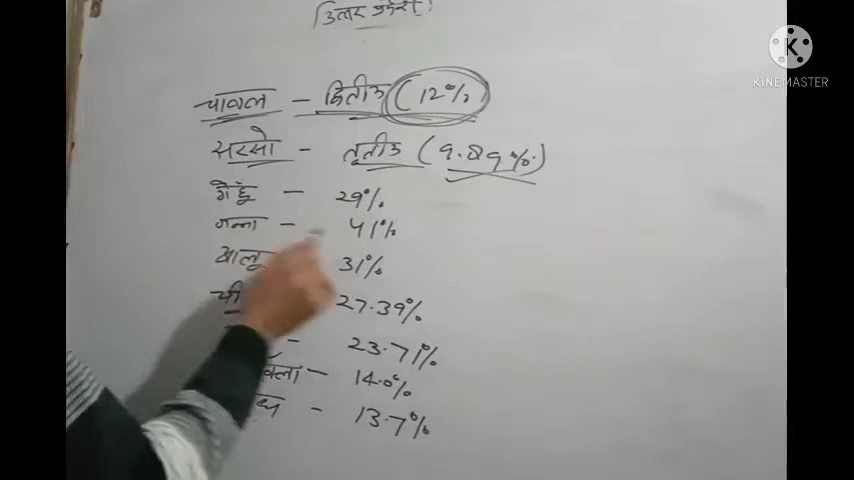 उत्तर प्रदेश!
चावल – द्वितीय (12%)
सरसो – तृतीय (9.89%)
गेहूं – 29%
गन्ना – 41%
आलू 31%
ची 27.39%
– 23.71%
14.0%
– 13.7%
K
KINEMASTER